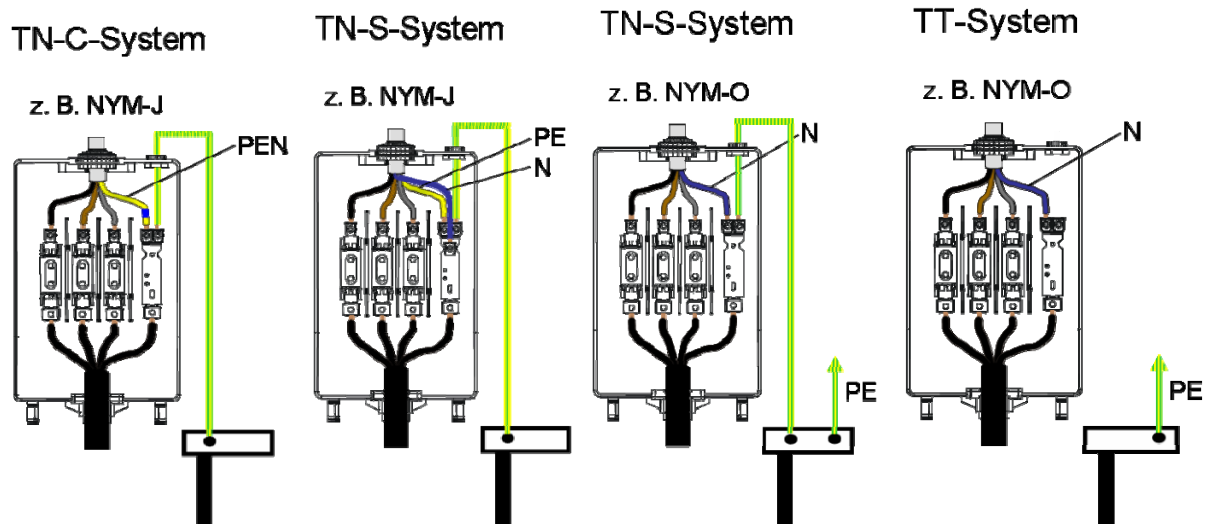 TN-C-System
z. B. NYM-J
PEN
TN-S-System
z. B. NYM-J
PE
N
TN-S-System
z. B. NYM-O
N
PE
TT-System
z. B. NYM-O
N
PE